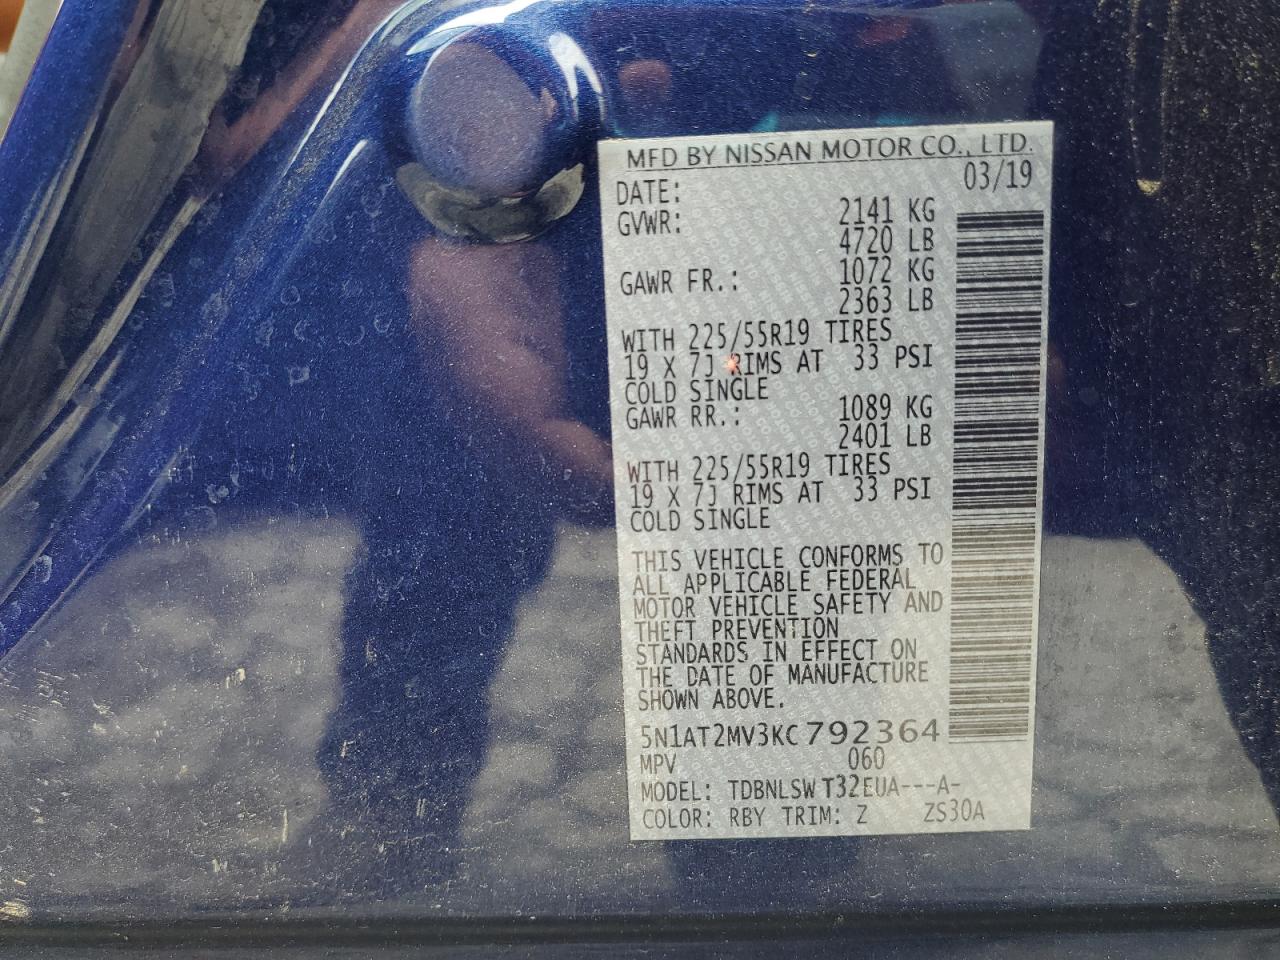 MFD BY NISSAN MOTOR CO., LTD.
DATE: 03/19
GVWR: 2141 KG
4720 LB
GAWR FR.: 1072 KG
2363 LB
WITH 225/55R19 TIRES
19 X 7J RIMS AT 33 PSI
COLD SINGLE
GAWR RR.: 1089 KG
2401 LB
WITH 225/55R19 TIRES
19 X 7J RIMS AT 33 PSI
COLD SINGLE
THIS VEHICLE CONFORMS TO
ALL APPLICABLE FEDERAL
MOTOR VEHICLE SAFETY AND
THEFT PREVENTION
STANDARDS IN EFFECT ON
THE DATE OF MANUFACTURE
SHOWN ABOVE.
5N1AT2MV3KC792364
MPV 060
MODEL: TDBNLSW T32EUA---A-
COLOR: RBY TRIM: Z ZS30A